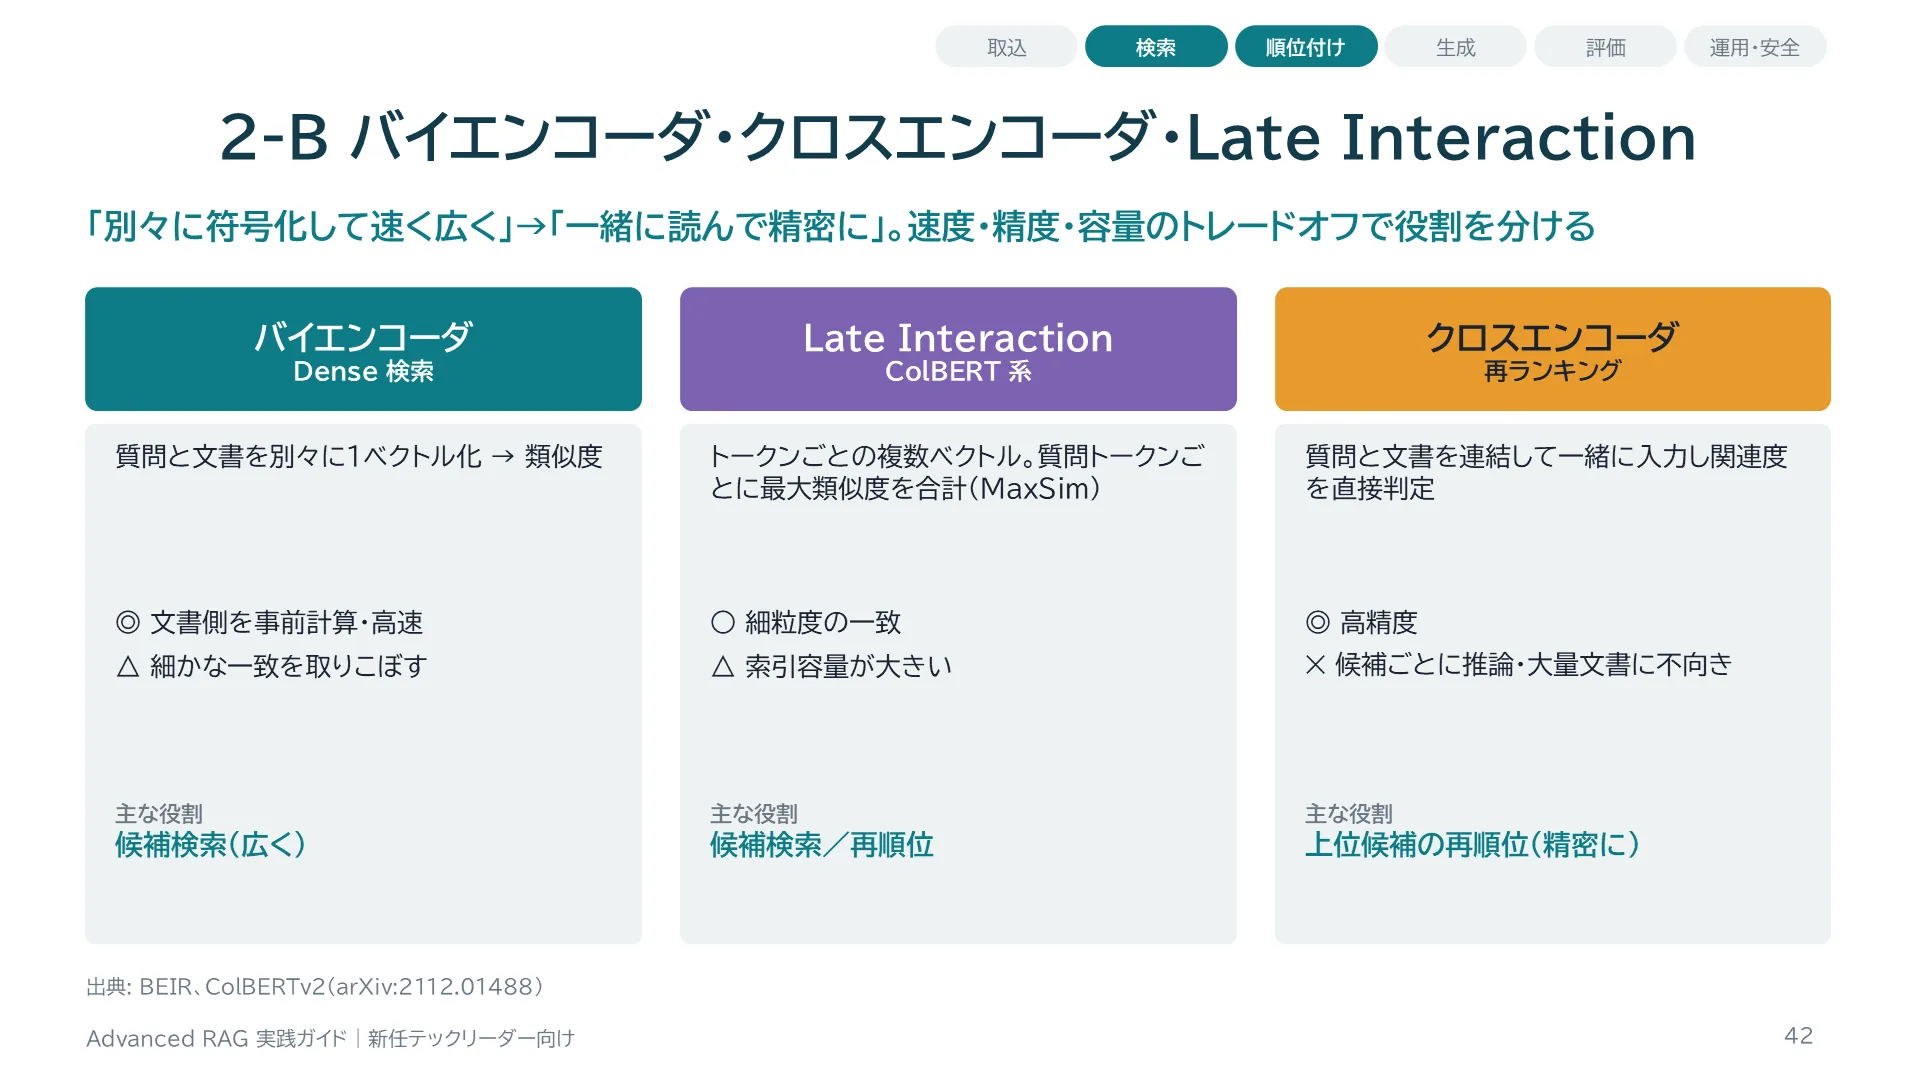 取込
検索
順位付け
生成
評価
運用・安全
2-B バイエンコーダ・クロスエンコーダ・Late Interaction
「別々に符号化して速く広く」→「一緒に読んで精密に」。速度・精度・容量のトレードオフで役割を分ける
バイエンコーダ
Dense 検索
質問と文書を別々に1ベクトル化 → 類似度
◎ 文書側を事前計算・高速
△ 細かな一致を取りこぼす
主な役割
候補検索（広く）
Late Interaction
ColBERT 系
トークンごとの複数ベクトル。質問トークンご
とに最大類似度を合計（MaxSim）
○ 細粒度の一致
△ 索引容量が大きい
主な役割
候補検索／再順位
クロスエンコーダ
再ランキング
質問と文書を連結して一緒に入力し関連度
を直接判定
◎ 高精度
× 候補ごとに推論・大量文書に不向き
主な役割
上位候補の再順位（精密に）
出典: BEIR、ColBERTv2（arXiv:2112.01488）
Advanced RAG 実践ガイド｜新任テックリーダー向け
42